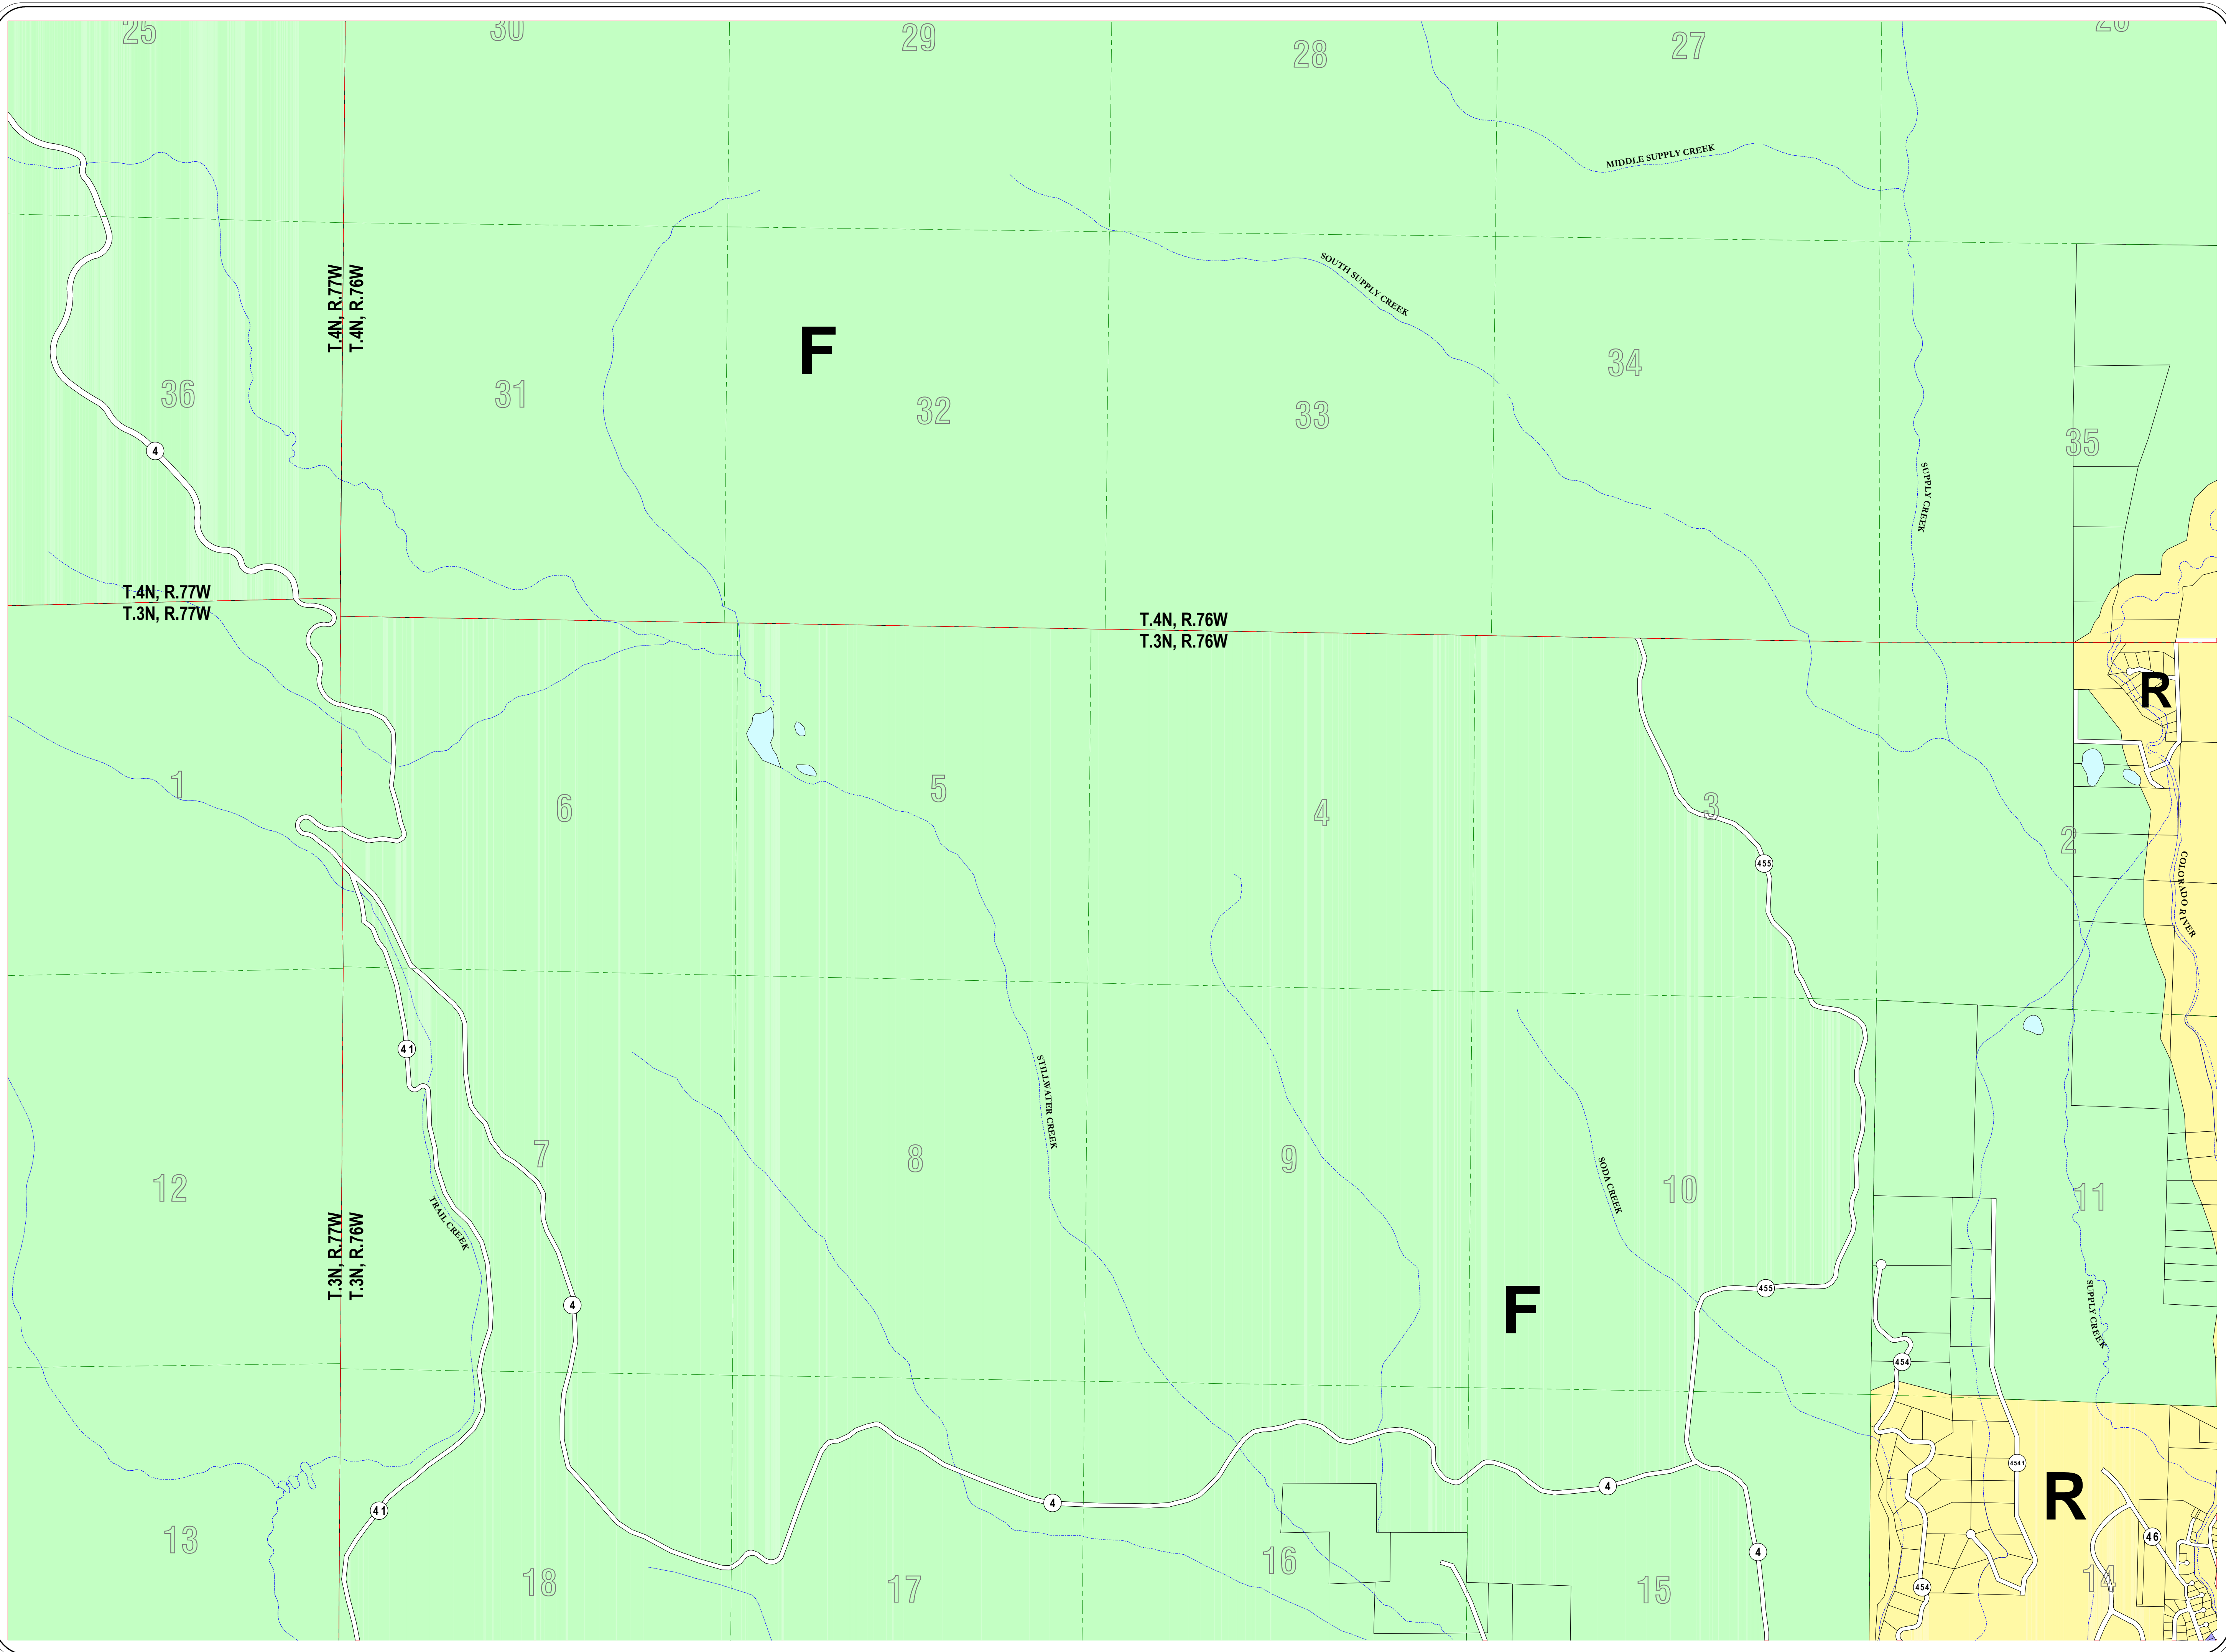 25
30
29
28
27
26
MIDDLE SUPPLY CREEK
T.4N, R.77W
T.4N, R.76W
SOUTH SUPPLY CREEK
F
36
31
32
33
34
35
4
SUPPLY CREEK
T.4N, R.77W
T.3N, R.77W
T.4N, R.76W
T.3N, R.76W
R
1
6
5
4
3
2
455
COLORADO RIVER
41
STILLWATER CREEK
7
8
9
SODA CREEK
10
11
12
TRAIL CREEK
T.3N, R.77W
T.3N, R.76W
4
F
455
SUPPLY CREEK
454
4541
R
41
4
4
46
13
4
16
18
17
15
14
454